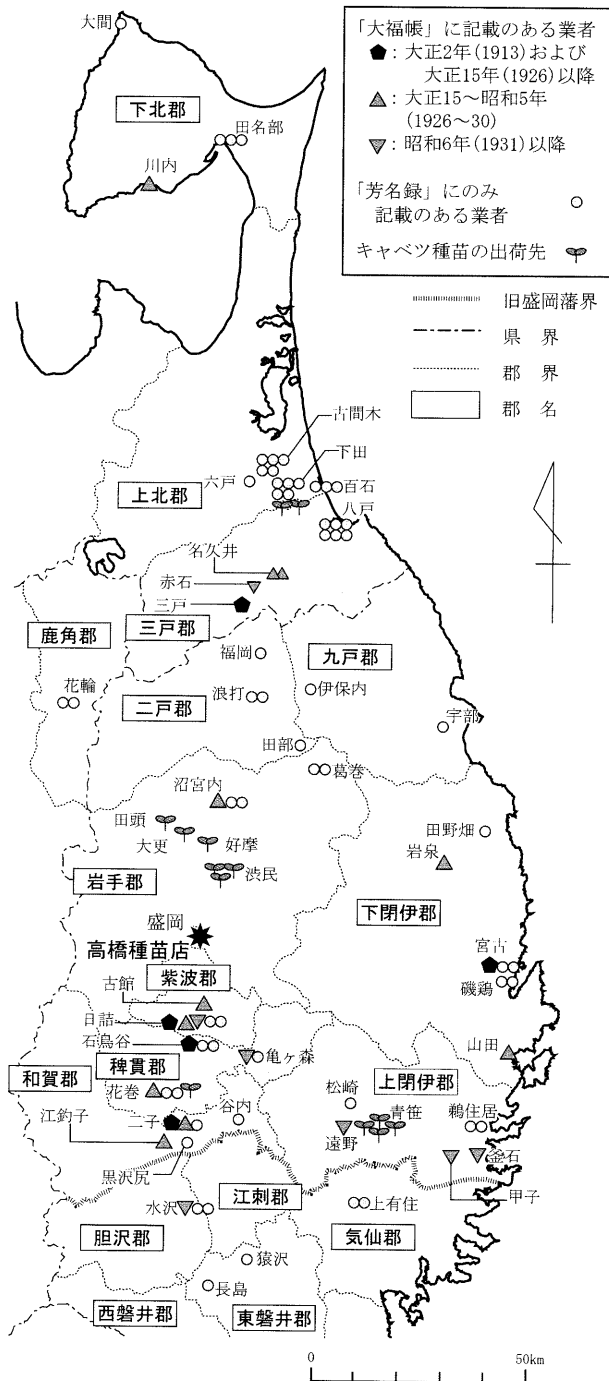 大間
「大福帳」に記載のある業者
：大正2年(1913)および
大正15年(1926)以降
：大正15～昭和5年
(1926～30)
：昭和6年(1931)以降
「芳名録」にのみ
記載のある業者
キャベツ種苗の出荷先
旧盛岡藩界
県　界
郡　界
郡　名
下北郡
田名部
川内
古間木
下田
六戸
百石
上北郡
八戸
名久井
赤石
三戸
三戸郡
鹿角郡
福岡
九戸郡
花輪
浪打
伊保内
二戸郡
宇部
田部
葛巻
沼宮内
田頭
大更
好摩
田野畑
渋民
岩泉
岩手郡
下閉伊郡
盛岡
高橋種苗店
宮古
紫波郡
磯鶏
古館
日詰
石鳥谷
亀ヶ森
山田
稗貫郡
和賀郡
上閉伊郡
花巻
松崎
青笹
鵜住居
江釣子
二子
谷内
遠野
釜石
黒沢尻
甲子
江刺郡
水沢
上有住
胆沢郡
気仙郡
猿沢
長島
西磐井郡
東磐井郡
0
50km